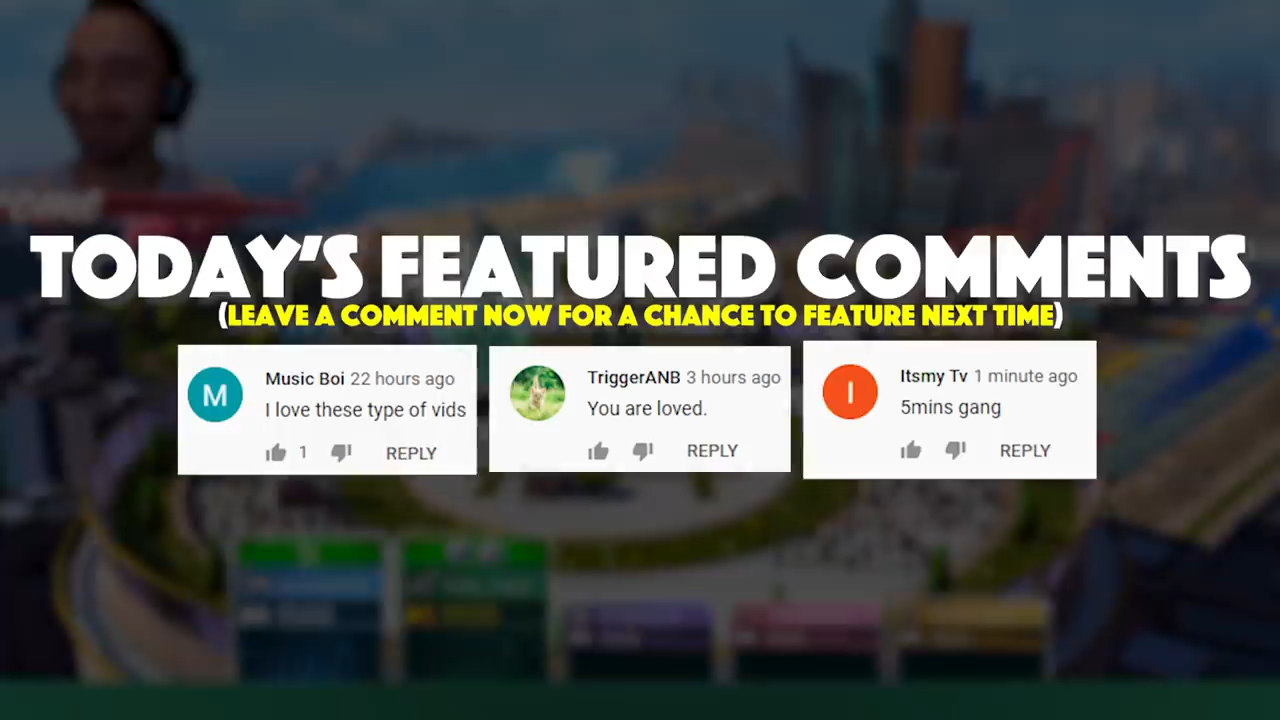 TODAY'S FEATURED COMMENTS
(LEAVE A COMMENT NOW FOR A CHANCE TO FEATURE NEXT TIME)
M
Music Boi 22 hours ago
I love these type of vids
1 REPLY
TriggerANB 3 hours ago
You are loved.
REPLY
I
Itsmy Tv 1 minute ago
5mins gang
REPLY